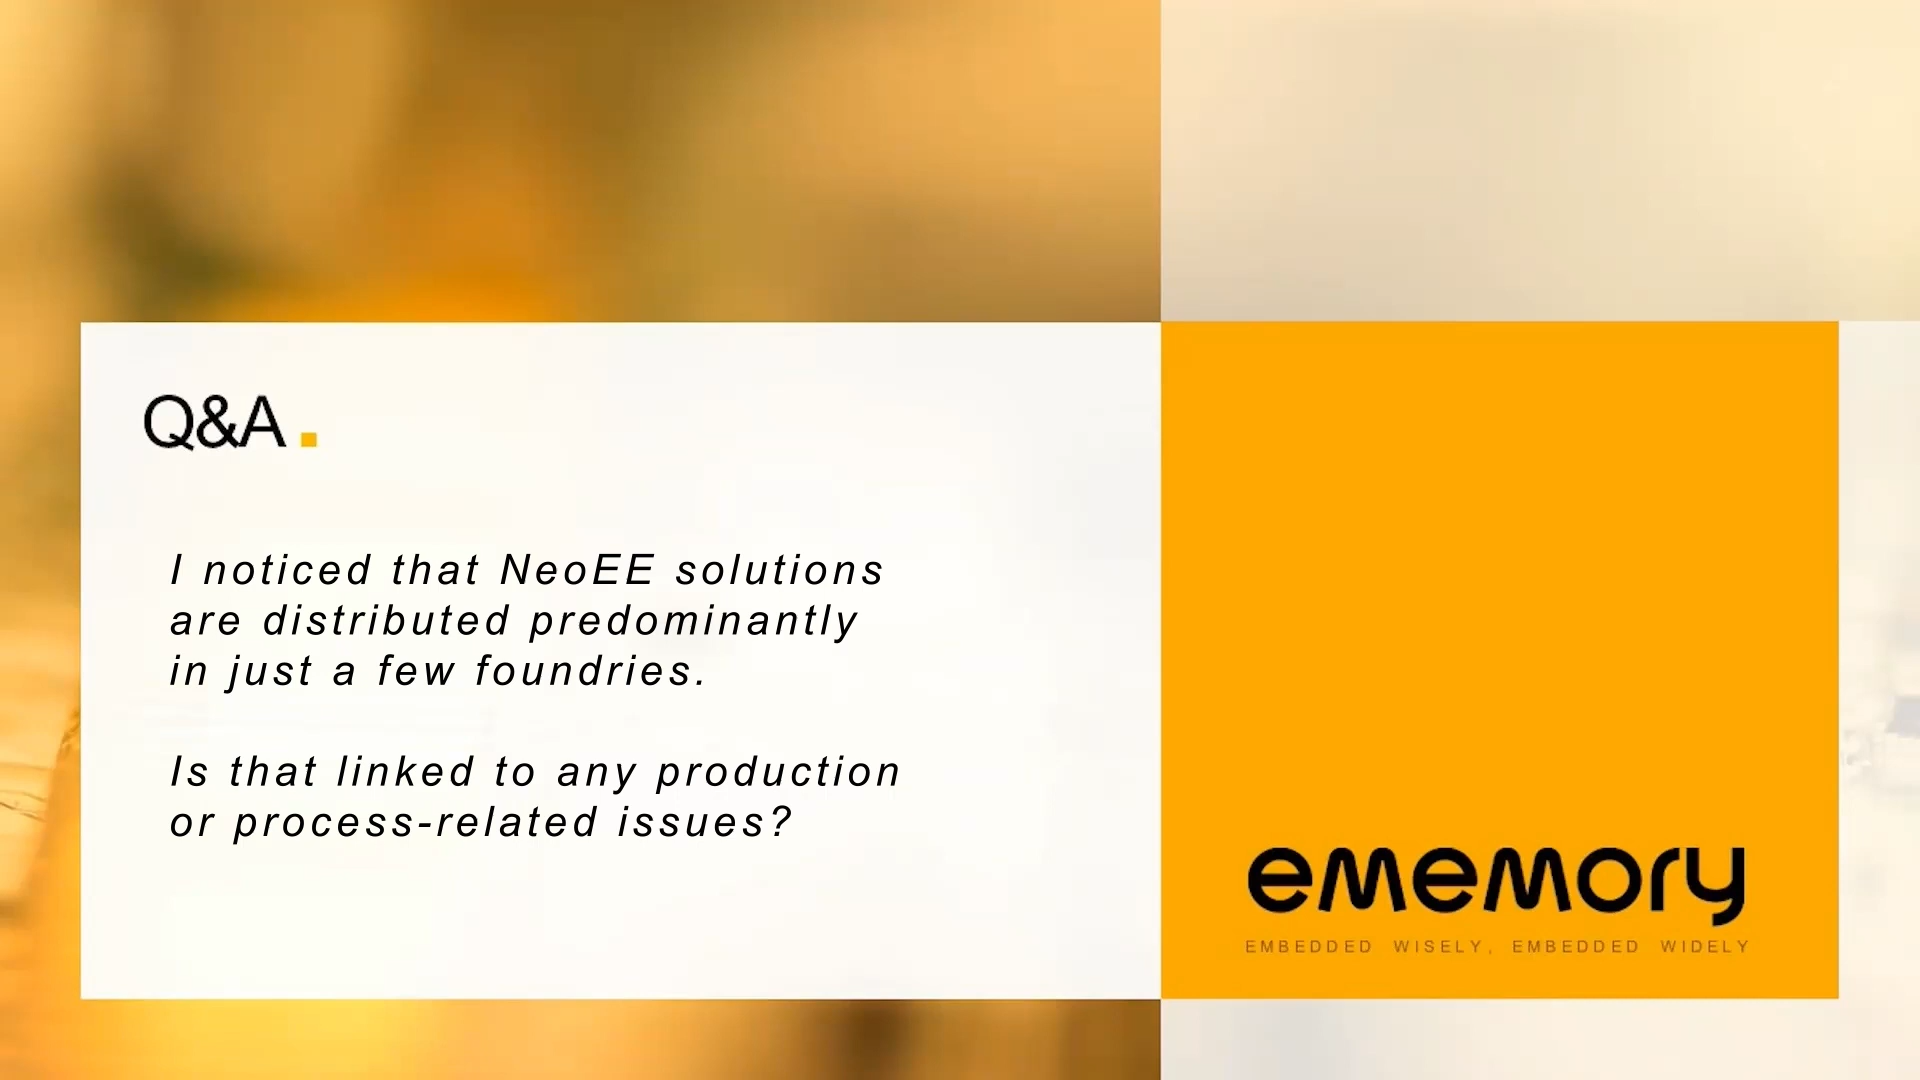 Q&A
I noticed that NeoEE solutions
are distributed predominantly
in just a few foundries.
Is that linked to any production
or process-related issues?
ememory
EMBEDDED WISELY, EMBEDDED WIDELY